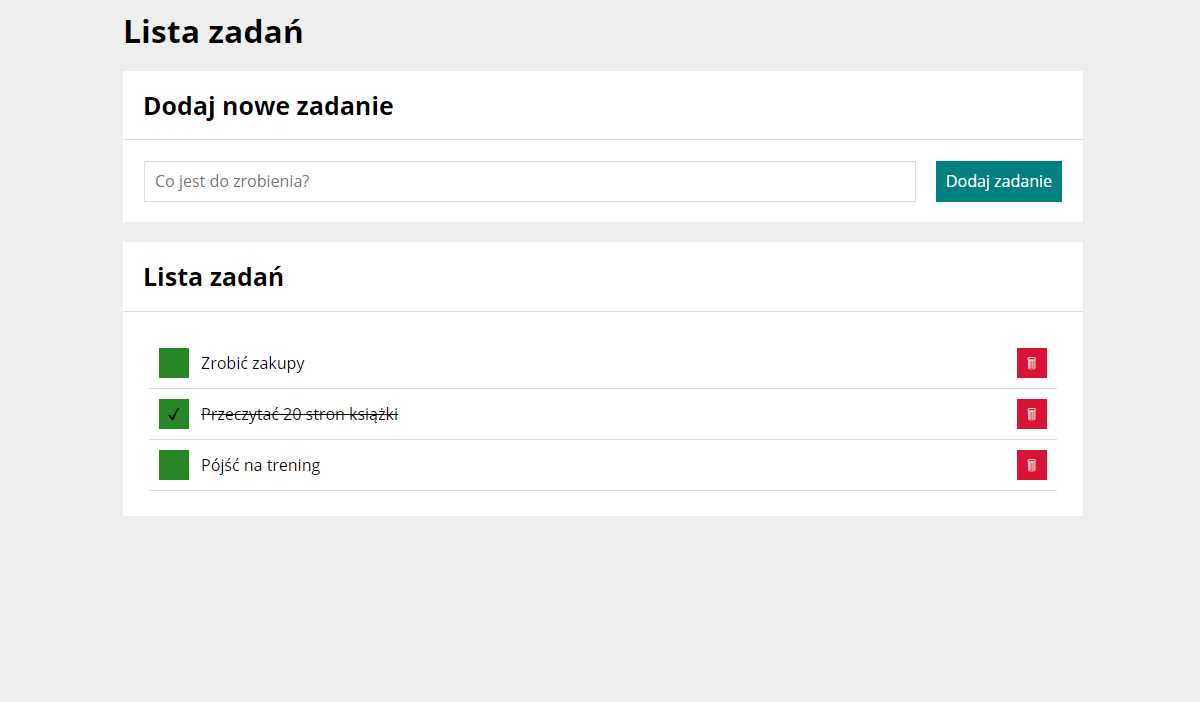 Lista zadań
Dodaj nowe zadanie
Co jest do zrobienia?
Dodaj zadanie
Lista zadań
Zrobić zakupy
✓ Przeczytać 20 stron książki
Pójść na trening